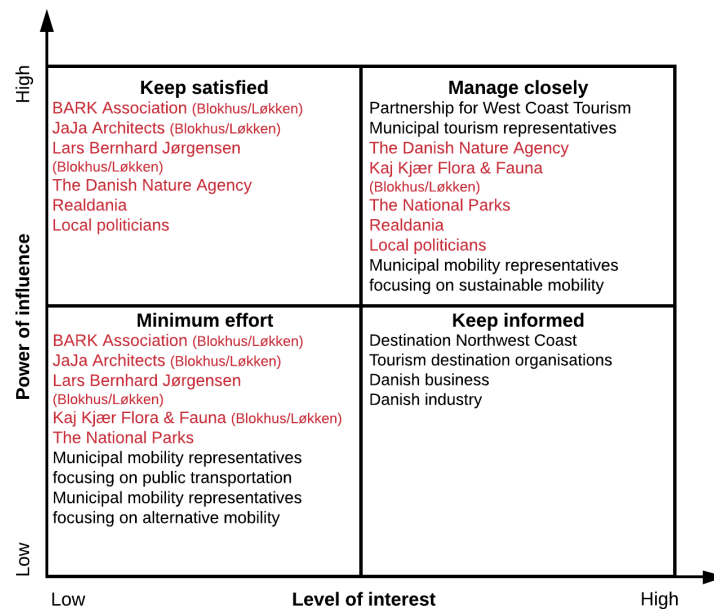 High
Keep satisfied
BARK Association (Blokhus/Løkken)
JaJa Architects (Blokhus/Løkken)
Lars Bernhard Jørgensen
(Blokhus/Løkken)
The Danish Nature Agency
Realdania
Local politicians
Manage closely
Partnership for West Coast Tourism
Municipal tourism representatives
The Danish Nature Agency
Kaj Kjær Flora & Fauna
(Blokhus/Løkken)
The National Parks
Realdania
Local politicians
Municipal mobility representatives
focusing on sustainable mobility
Power of influence
Minimum effort
BARK Association (Blokhus/Løkken)
JaJa Architects (Blokhus/Løkken)
Lars Bernhard Jørgensen
(Blokhus/Løkken)
Kaj Kjær Flora & Fauna (Blokhus/Løkken)
The National Parks
Municipal mobility representatives
focusing on public transportation
Municipal mobility representatives
focusing on alternative mobility
Keep informed
Destination Northwest Coast
Tourism destination organisations
Danish business
Danish industry
Low
Low
Level of interest
High